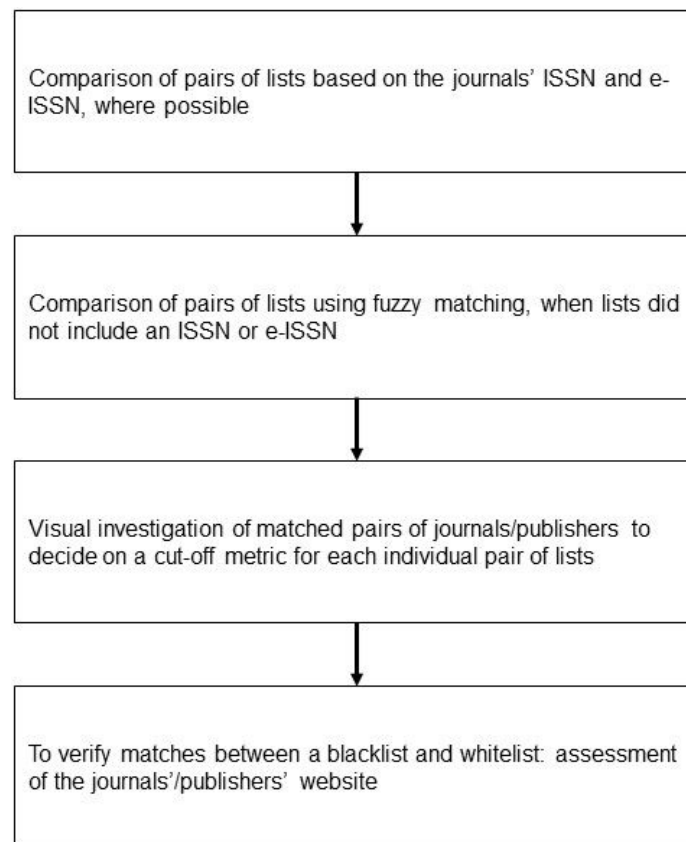 Comparison of pairs of lists based on the journals’ ISSN and e-
ISSN, where possible
Comparison of pairs of lists using fuzzy matching, when lists did
not include an ISSN or e-ISSN
Visual investigation of matched pairs of journals/publishers to
decide on a cut-off metric for each individual pair of lists
To verify matches between a blacklist and whitelist: assessment
of the journals’/publishers’ website